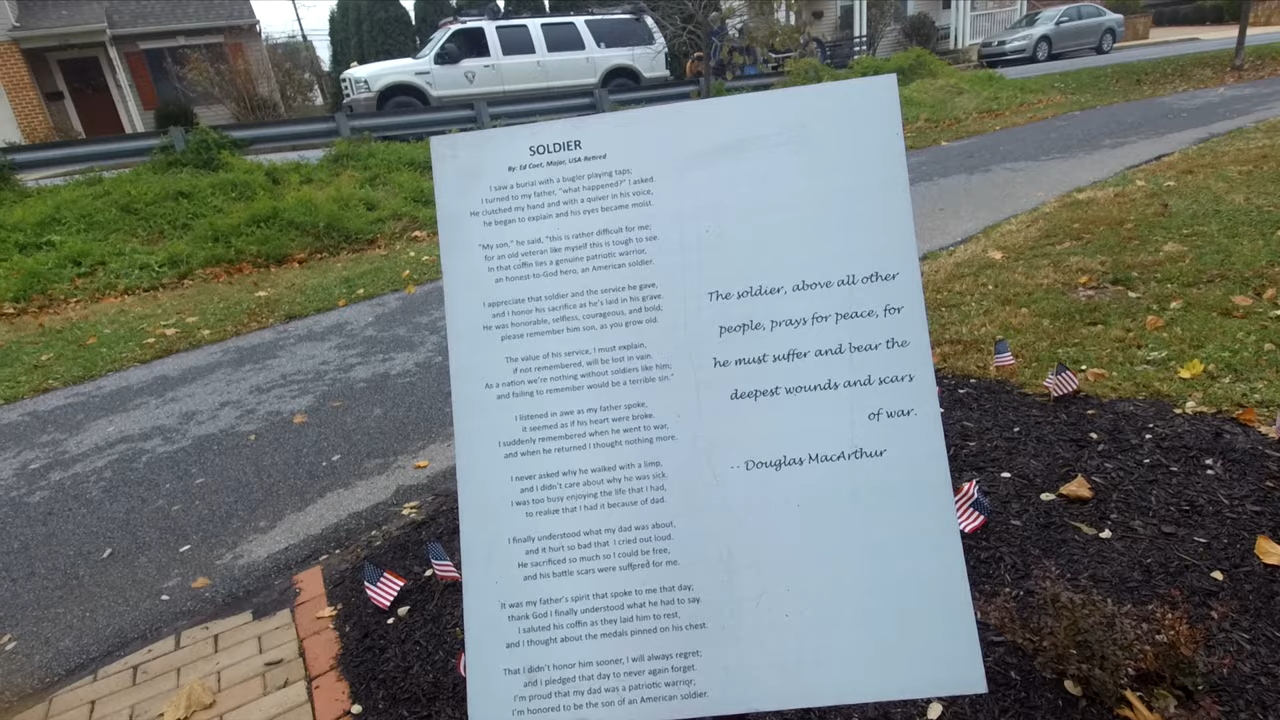 SOLDIER
By: Ed Coet, Major, USA-Retired
I saw a burial with a bugler playing taps;
I turned to my father, "what happened?" I asked.
He clutched my hand and with a quiver in his voice,
he began to explain and his eyes became moist.
"My son," he said, "this is rather difficult for me;
for an old veteran like myself this is tough to see.
In that coffin lies a genuine patriotic warrior,
an honest-to-God hero, an American soldier.
I appreciate that soldier and the service he gave,
and I honor his sacrifice as he's laid in his grave.
He was honorable, selfless, courageous, and bold;
please remember him son, as you grow old.
The value of his service, I must explain,
if not remembered, will be lost in vain.
As a nation we're nothing without soldiers like him;
and failing to remember would be a terrible sin."
I listened in awe as my father spoke,
it seemed as if his heart were broke.
I suddenly remembered when he went to war,
and when he returned I thought nothing more.
I never asked why he walked with a limp,
and I didn't care about why he was sick.
I was too busy enjoying the life that I had,
to realize that I had it because of dad.
I finally understood what my dad was about,
and it hurt so bad that I cried out loud.
He sacrificed so much so I could be free,
and his battle scars were suffered for me.
It was my father's spirit that spoke to me that day;
thank God I finally understood what he had to say.
I saluted his coffin as they laid him to rest,
and I thought about the medals pinned on his chest.
That I didn't honor him sooner, I will always regret;
and I pledged that day to never again forget.
I'm proud that my dad was a patriotic warrior;
I'm honored to be the son of an American soldier.
The soldier, above all other
people, prays for peace, for
he must suffer and bear the
deepest wounds and scars
of war.
-- Douglas MacArthur